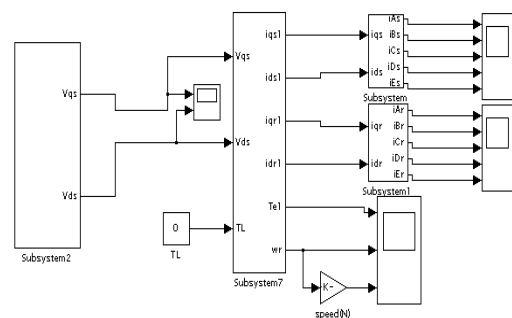 Vqs
Vds
Subsystem2
0
TL
Vqs
Vds
TL
iqs1
ids1
iqr1
idr1
Te1
wr
Subsystem7
iqs
ids
iAs
iBs
iCs
iDs
iEs
Subsystem
iqr
idr
iAr
iBr
iCr
iDr
iEr
Subsystem1
K-
speed(N)